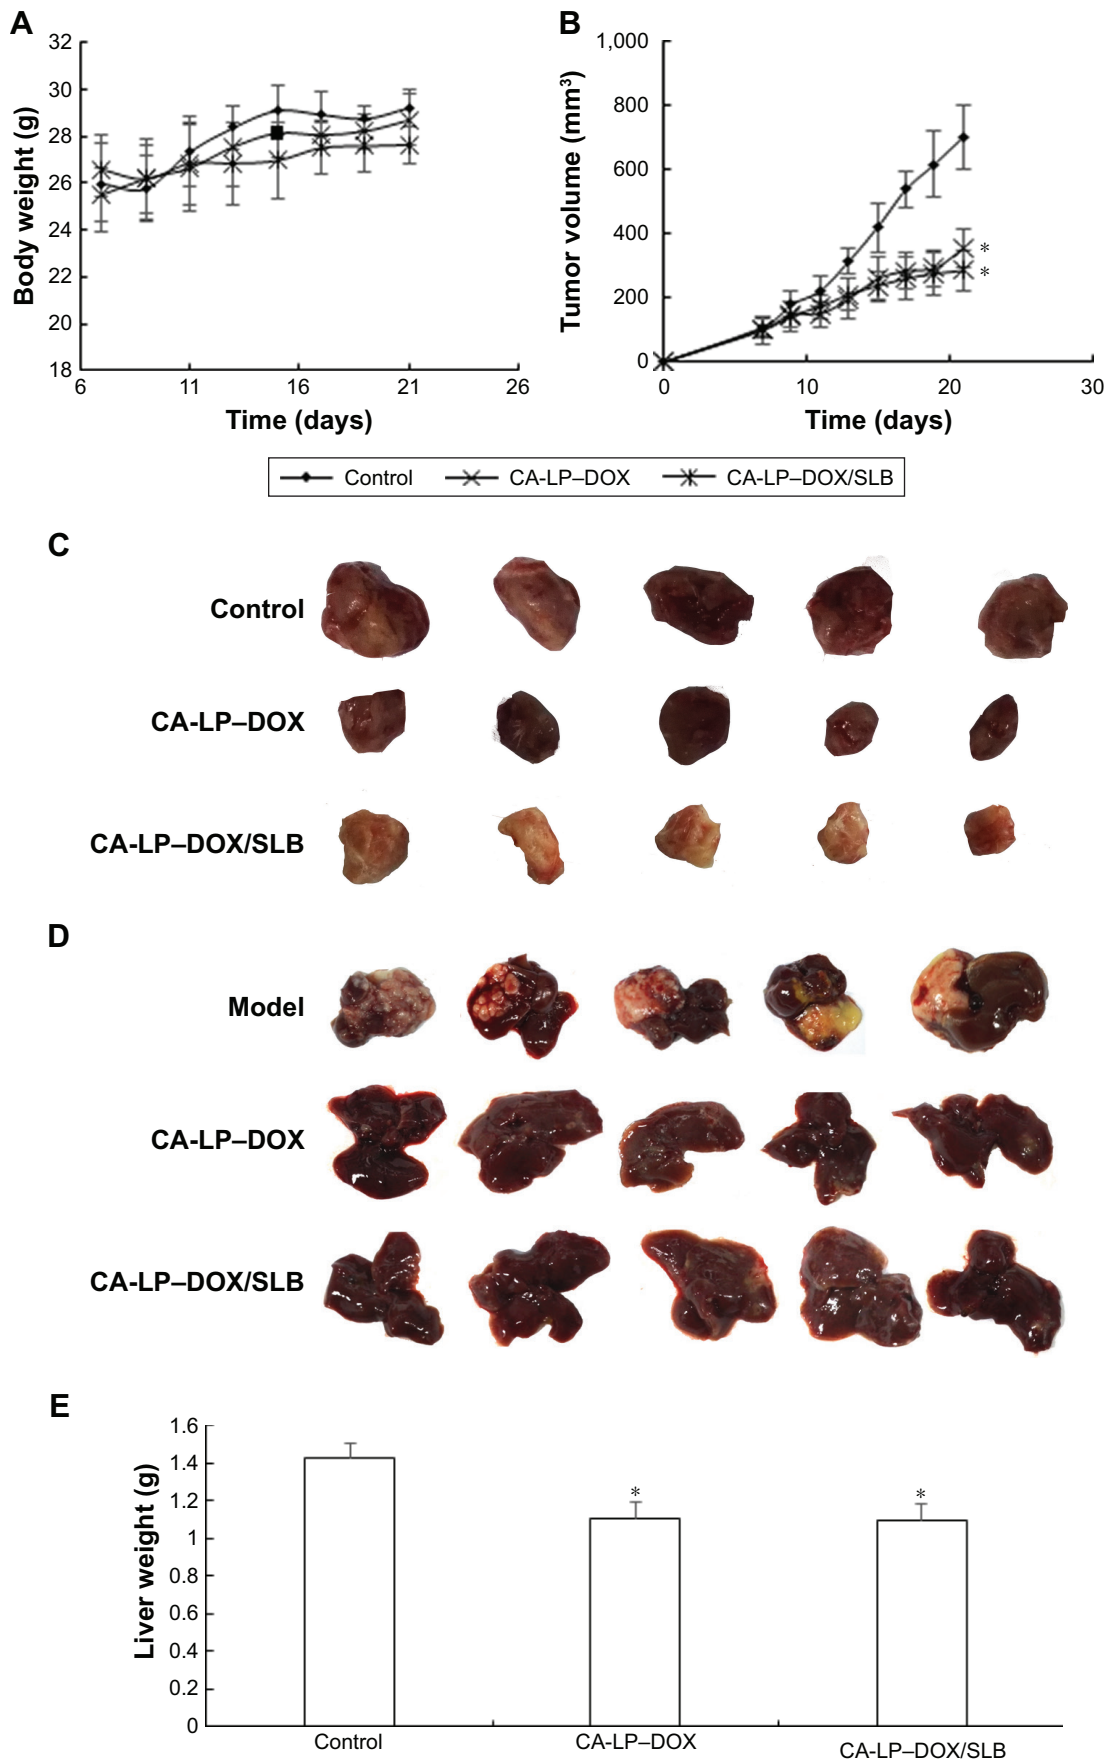 A
B
32
30
28
26
24
22
20
18
6
11
16
21
26
Body weight (g)
Time (days)
1,000
800
600
400
200
0
0
10
20
30
Tumor volume (mm³)
Time (days)
*
*
Control
CA-LP–DOX
CA-LP–DOX/SLB
C
Control
CA-LP–DOX
CA-LP–DOX/SLB
D
Model
CA-LP–DOX
CA-LP–DOX/SLB
E
1.6
1.4
1.2
1
0.8
0.6
0.4
0.2
0
Liver weight (g)
*
*
Control
CA-LP–DOX
CA-LP–DOX/SLB